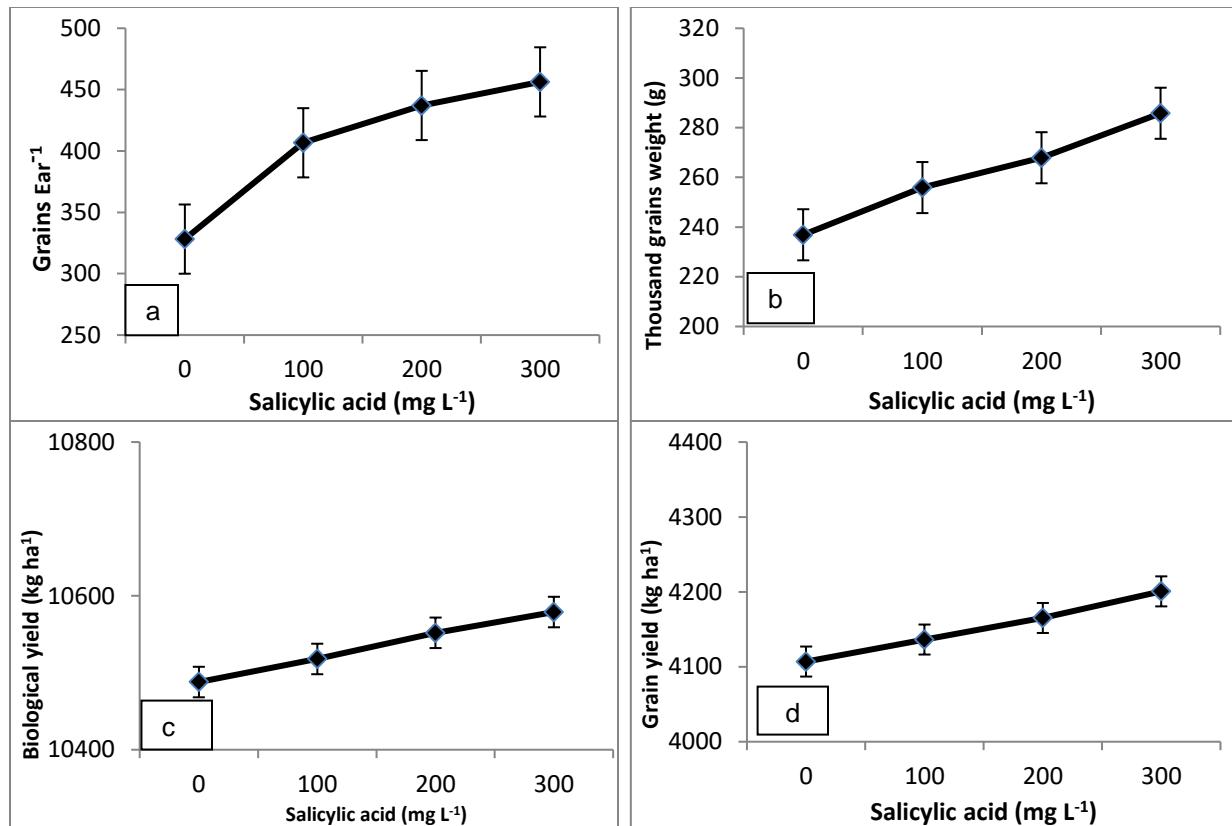 500
450
400
350
300
250
Grains Ear⁻¹
a
0 100 200 300
Salicylic acid (mg L⁻¹)
320
300
280
260
240
220
200
Thousand grains weight (g)
b
0 100 200 300
Salicylic acid (mg L⁻¹)
10800
10600
10400
Biological yield (kg ha¹)
c
0 100 200 300
Salicylic acid (mg L⁻¹)
4400
4300
4200
4100
4000
Grain yield (kg ha¹)
d
0 100 200 300
Salicylic acid (mg L⁻¹)